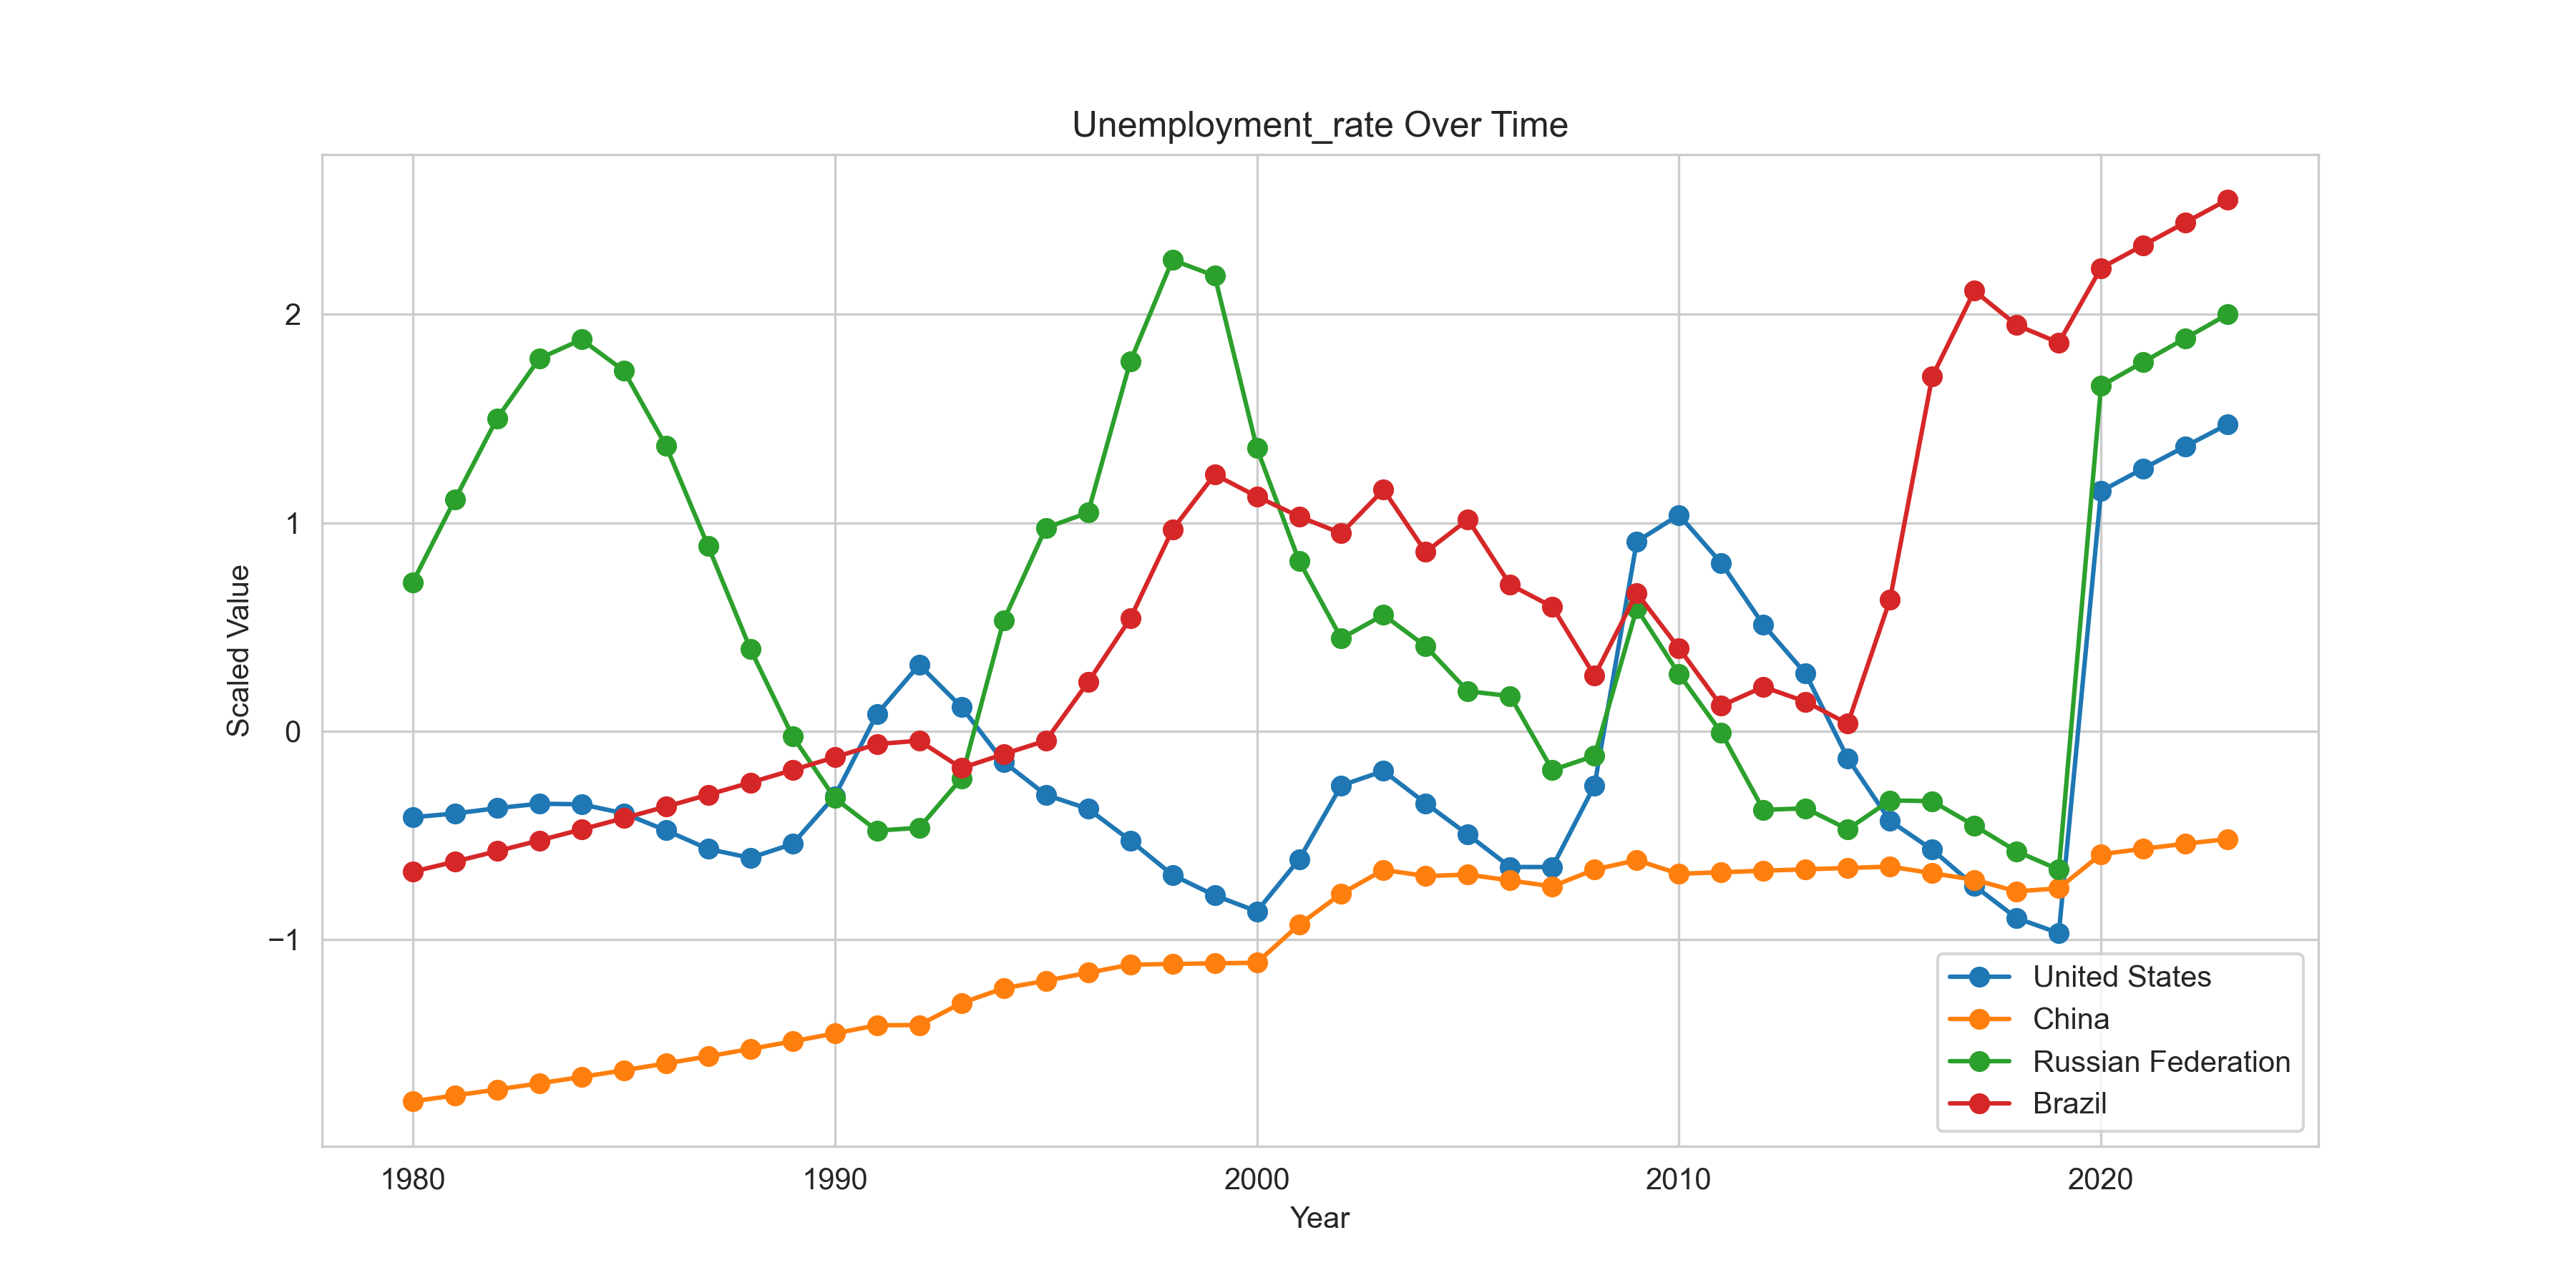 Unemployment_rate Over Time
Scaled Value
2
1
0
−1
1980
1990
2000
2010
2020
Year
United States
China
Russian Federation
Brazil